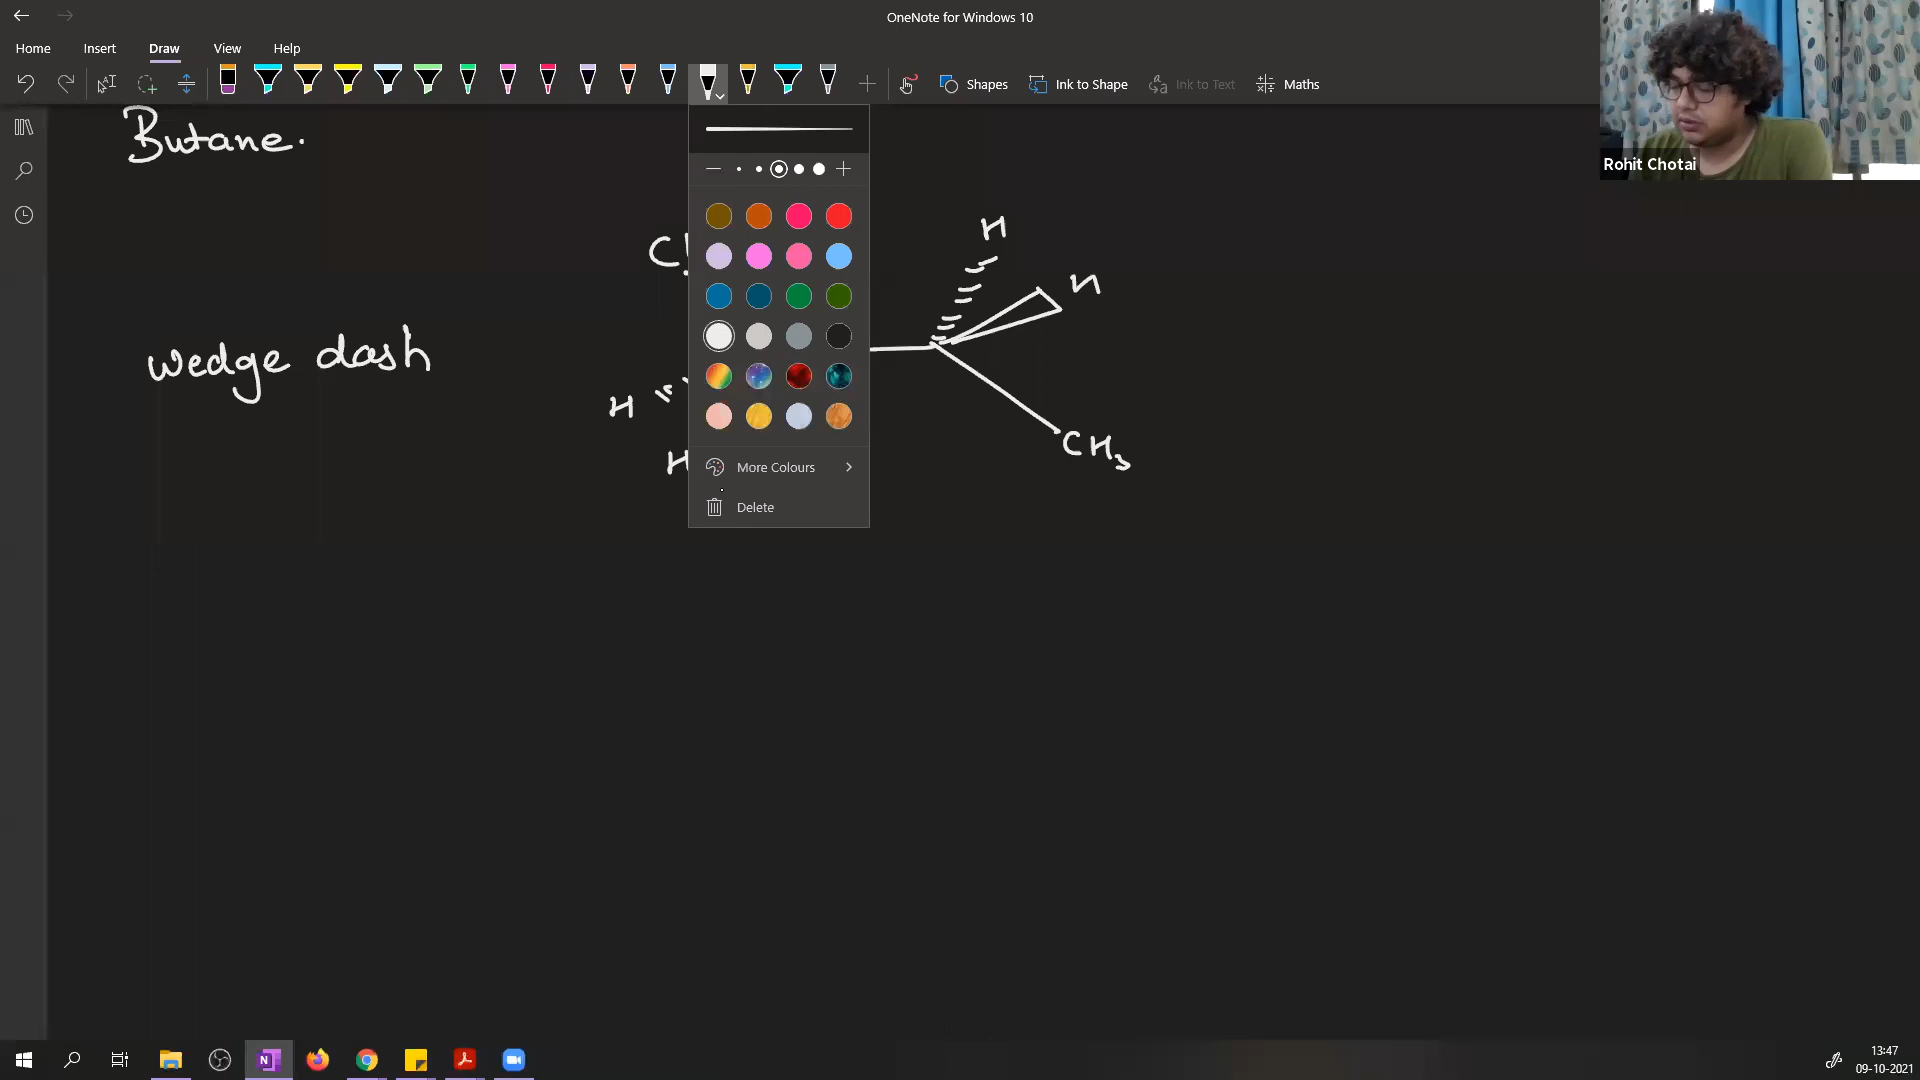 OneNote for Windows 10
Home Insert Draw View Help
Shapes Ink to Shape Ink to Text Maths
Rohit Chotai
Butane.
H
C
H
wedge dash
H
H
CH3
More Colours
Delete
13:47
09-10-2021